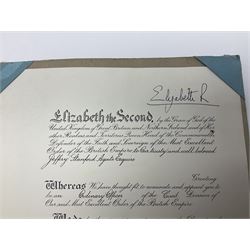 Elizabeth R
Elizabeth the Second, by the Grace of God of the
United Kingdom of Great Britain and Northern Ireland and of Her
other Realms and Territories Queen, Head of the Commonwealth,
Defender of the Faith and Sovereign of the Most Excellent
Order of the British Empire to Our trusty and well beloved
Jeffery Esquire
Greeting
Whereas We have thought fit to nominate and appoint you to
be an Ordinary Officer of the Civil Division of
Our said Most Excellent Order of the British Empire